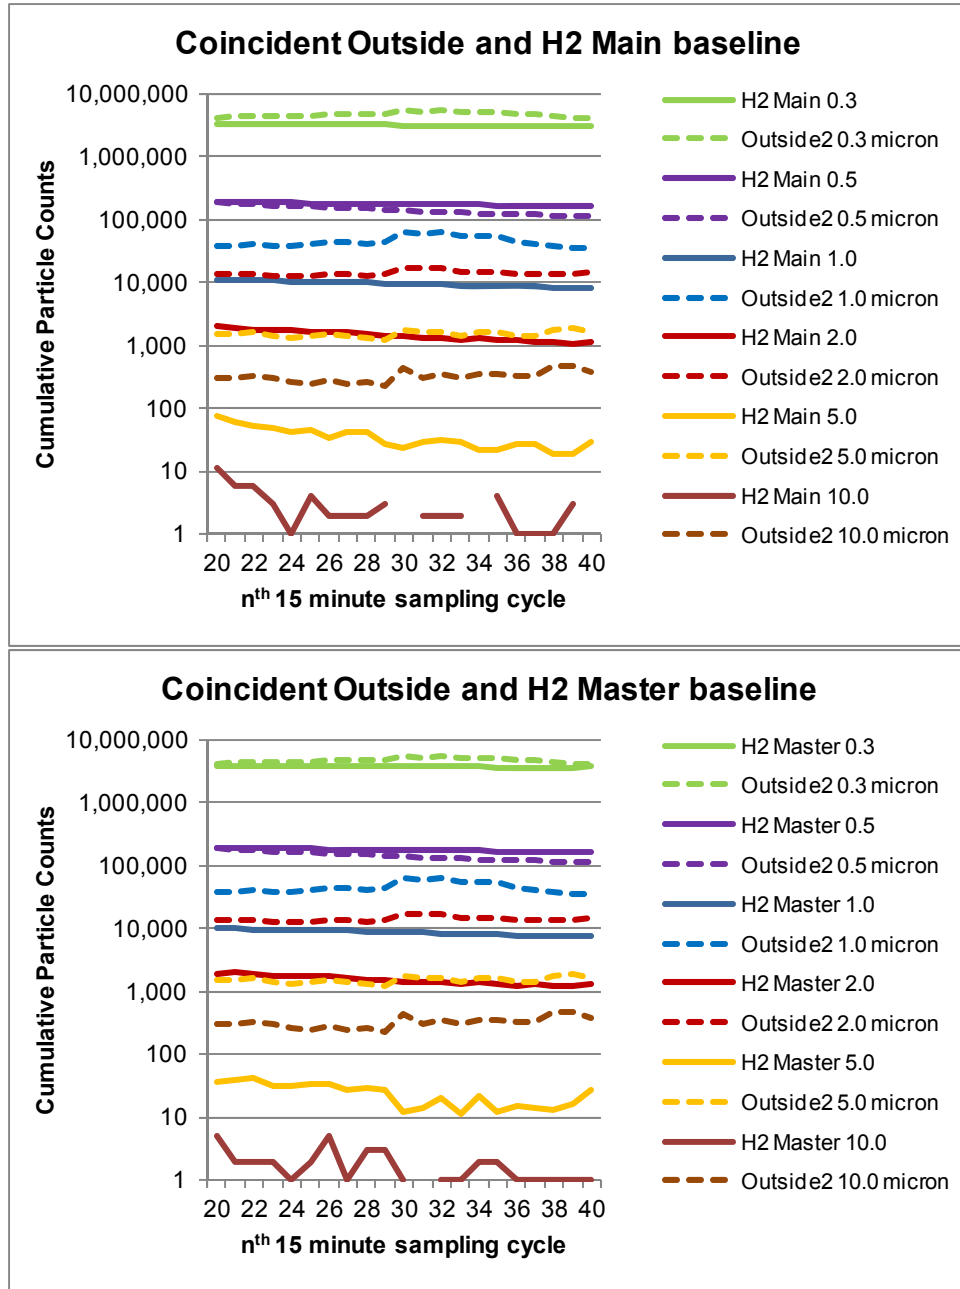 Coincident Outside and H2 Main baseline
Cumulative Particle Counts
10,000,000
1,000,000
100,000
10,000
1,000
100
10
1
20 22 24 26 28 30 32 34 36 38 40
nth 15 minute sampling cycle
H2 Main 0.3
Outside2 0.3 micron
H2 Main 0.5
Outside2 0.5 micron
H2 Main 1.0
Outside2 1.0 micron
H2 Main 2.0
Outside2 2.0 micron
H2 Main 5.0
Outside2 5.0 micron
H2 Main 10.0
Outside2 10.0 micron
Coincident Outside and H2 Master baseline
Cumulative Particle Counts
10,000,000
1,000,000
100,000
10,000
1,000
100
10
1
20 22 24 26 28 30 32 34 36 38 40
nth 15 minute sampling cycle
H2 Master 0.3
Outside2 0.3 micron
H2 Master 0.5
Outside2 0.5 micron
H2 Master 1.0
Outside2 1.0 micron
H2 Master 2.0
Outside2 2.0 micron
H2 Master 5.0
Outside2 5.0 micron
H2 Master 10.0
Outside2 10.0 micron